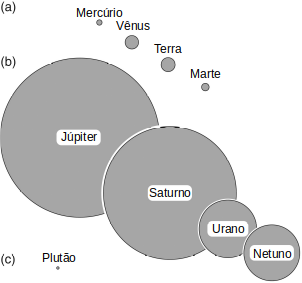 (a)
Mercúrio
Vênus
Terra
Marte
(b)
Júpiter
Saturno
Urano
Netuno
(c)
Plutão